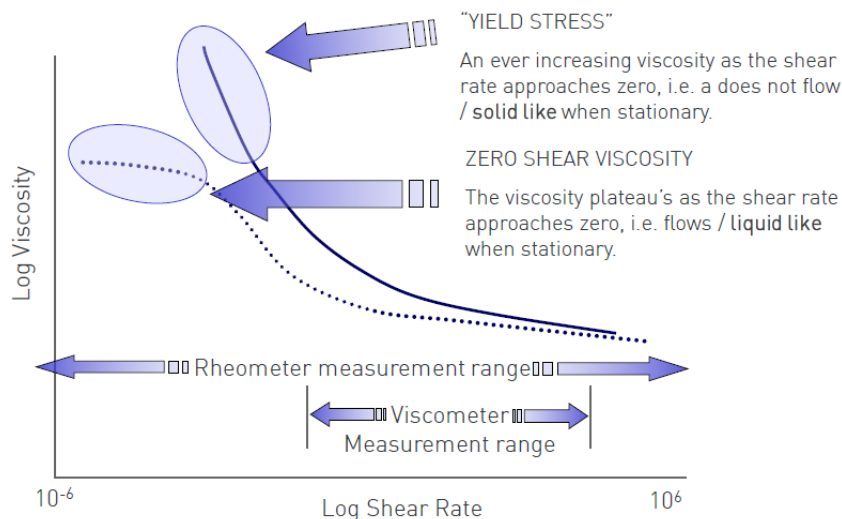 “YIELD STRESS”
An ever increasing viscosity as the shear
rate approaches zero, i.e. a does not flow
/ solid like when stationary.
ZERO SHEAR VISCOSITY
The viscosity plateau’s as the shear rate
approaches zero, i.e. flows / liquid like
when stationary.
Log Viscosity
Rheometer measurement range
Viscometer
Measurement range
10-6
Log Shear Rate
106